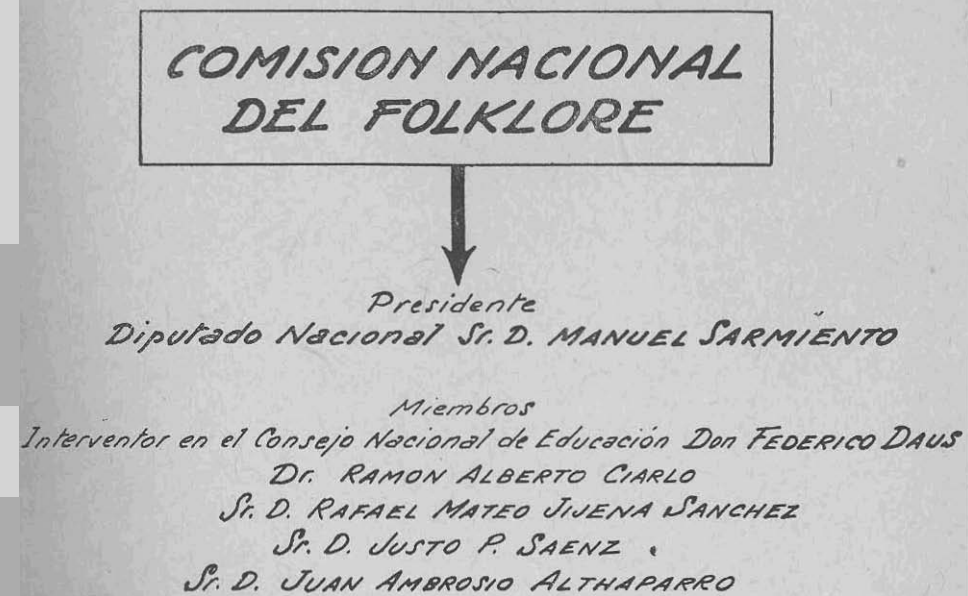 COMISION NACIONAL
DEL FOLKLORE
Presidente
Diputado Nacional Sr. D. MANUEL SARMIENTO
Miembros
Interventor en el Consejo Nacional de Educación Don FEDERICO DAUS
Dr. RAMON ALBERTO CIARLO
Sr. D. RAFAEL MATEO JIJENA SANCHEZ
Sr. D. JUSTO P. SAENZ
Sr. D. JUAN AMBROSIO ALTHAPARRO